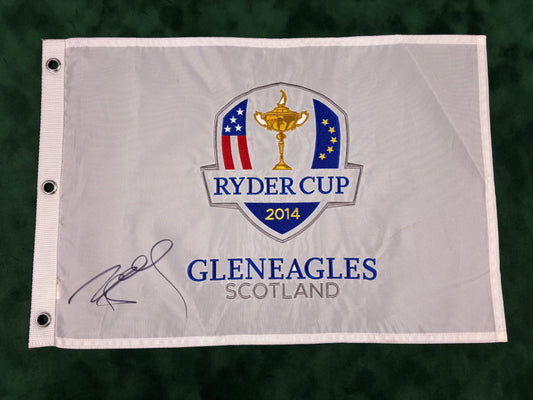 RYDER CUP
2014
GLENEAGLES
SCOTLAND